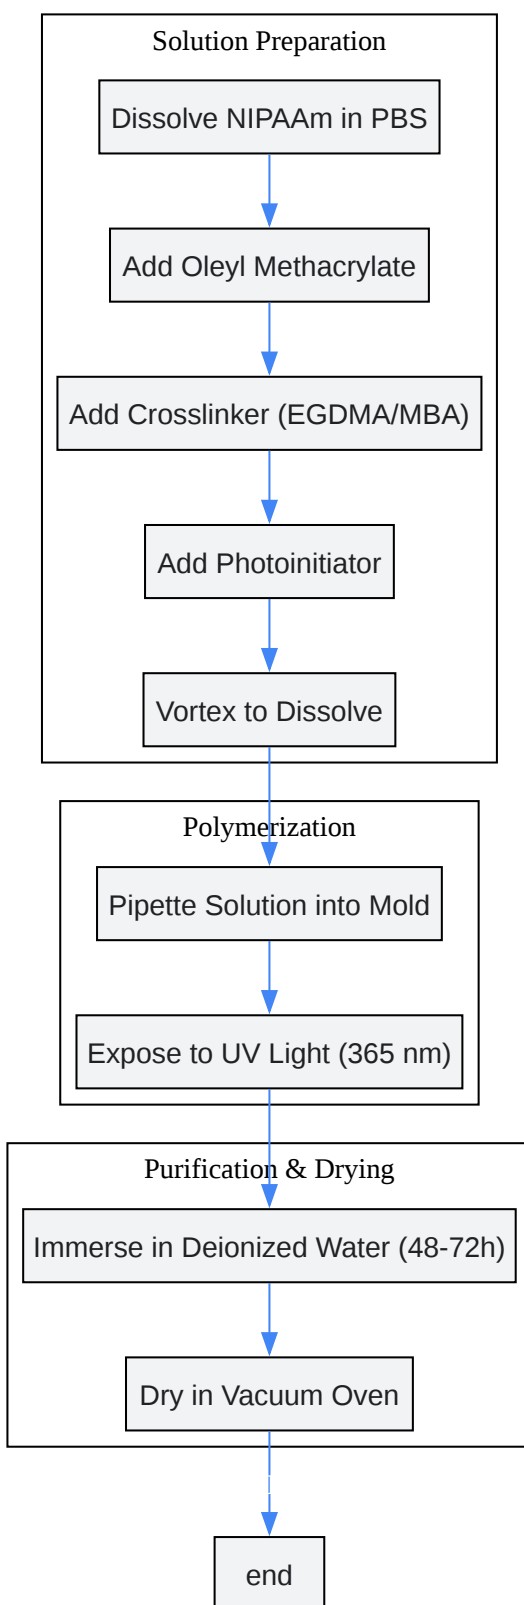 Solution Preparation
Dissolve NIPAAm in PBS
Add Oleyl Methacrylate
Add Crosslinker (EGDMA/MBA)
Add Photoinitiator
Vortex to Dissolve
Polymerization
Pipette Solution into Mold
Expose to UV Light (365 nm)
Purification & Drying
Immerse in Deionized Water (48-72h)
Dry in Vacuum Oven
end